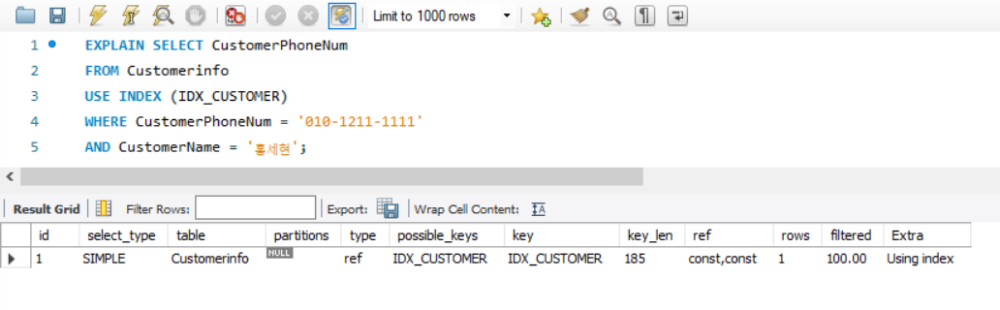 Limit to 1000 rows
1 EXPLAIN SELECT CustomerPhoneNum
2 FROM Customerinfo
3 USE INDEX (IDX_CUSTOMER)
4 WHERE CustomerPhoneNum = '010-1211-1111'
5 AND CustomerName = '홍세현';
Result Grid Filter Rows: Export: Wrap Cell Content: IA
id select_type table partitions type possible_keys key key_len ref rows filtered Extra
1 SIMPLE Customerinfo NULL ref IDX_CUSTOMER IDX_CUSTOMER 185 const,const 1 100.00 Using index